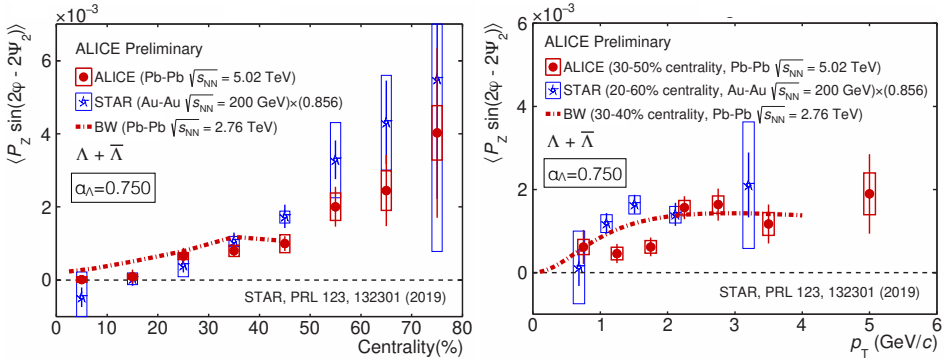 ×10⁻³
⟨P_Z sin(2φ - 2Ψ₂)⟩
6
4
2
0
ALICE Preliminary
ALICE (Pb-Pb √s_NN = 5.02 TeV)
STAR (Au-Au √s_NN = 200 GeV)×(0.856)
BW (Pb-Pb √s_NN = 2.76 TeV)
Λ + Λ̅
α_Λ=0.750
STAR, PRL 123, 132301 (2019)
0 10 20 30 40 50 60 70 80
Centrality(%)
×10⁻³
⟨P_Z sin(2φ - 2Ψ₂)⟩
6
4
2
0
ALICE Preliminary
ALICE (30-50% centrality, Pb-Pb √s_NN = 5.02 TeV)
STAR (20-60% centrality, Au-Au √s_NN = 200 GeV)×(0.856)
BW (30-40% centrality, Pb-Pb √s_NN = 2.76 TeV)
Λ + Λ̅
α_Λ=0.750
STAR, PRL 123, 132301 (2019)
0 1 2 3 4 5 6
p_T (GeV/c)